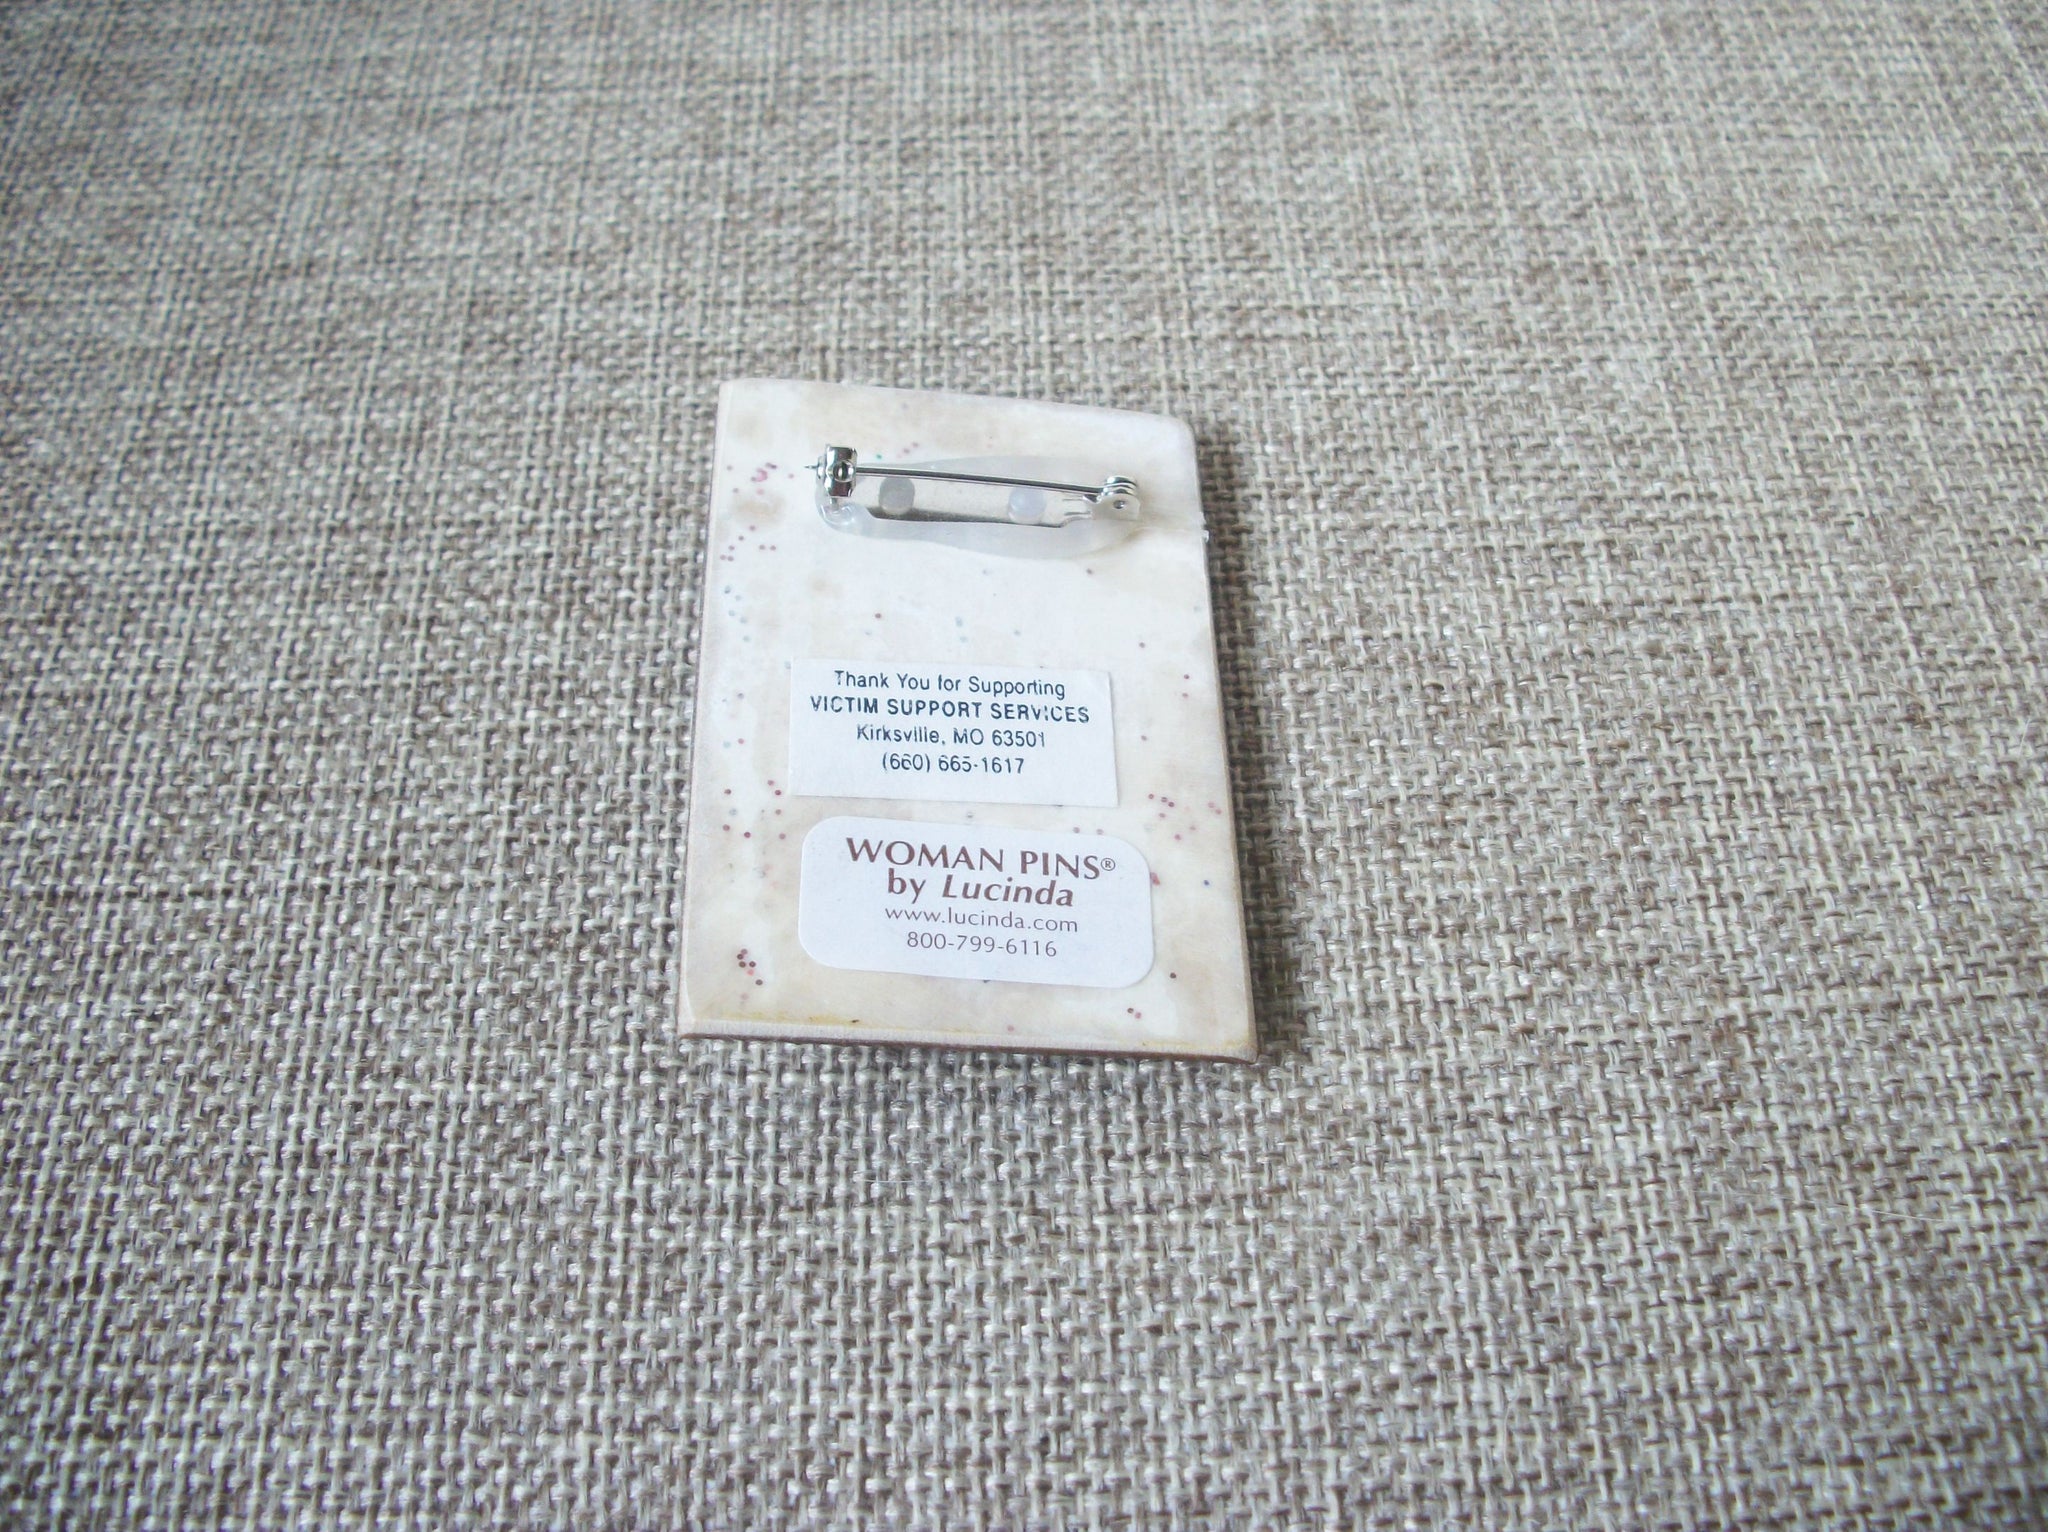 Thank You for Supporting
VICTIM SUPPORT SERVICES
Kirksville, MO 63501
(660) 665-1617
WOMAN PINS®
by Lucinda
www.lucinda.com
800-799-6116